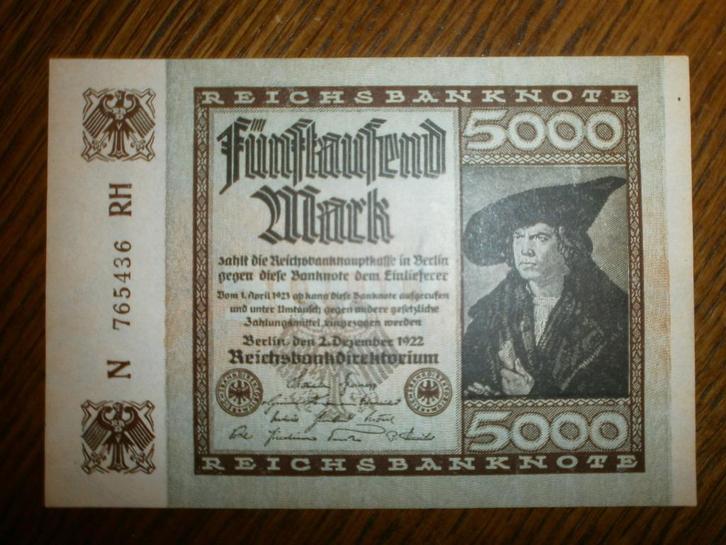 REICHSBANKNOTE
5000
Fünftausend
Mark
zahlt die Reichsbankhauptkasse in Berlin
gegen diese Banknote dem Einlieferer
Vom 1. April 1923 ab kann diese Banknote aufgerufen
und unter Umtausch gegen andere gesetzliche
Zahlungsmittel eingezogen werden
Berlin, den 2. Dezember 1922
Reichsbankdirektorium
5000
REICHSBANKNOTE
N 765436 RH